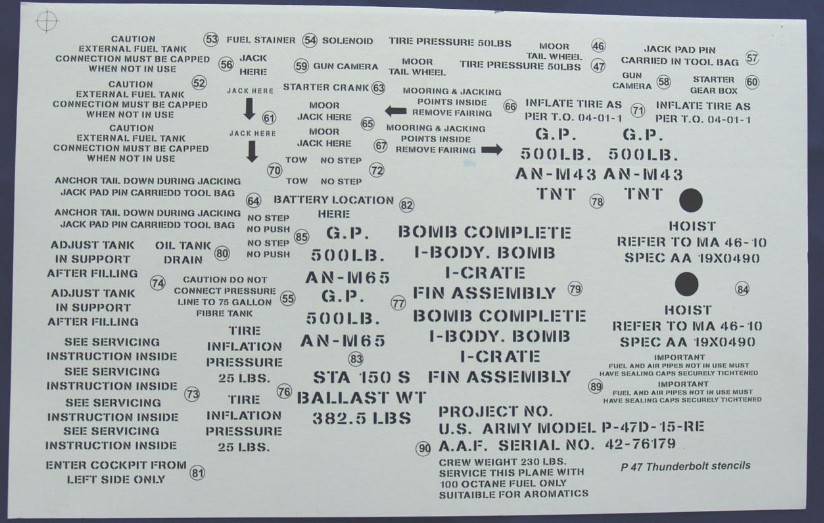 CAUTION
EXTERNAL FUEL TANK
CONNECTION MUST BE CAPPED
WHEN NOT IN USE
53
FUEL STAINER
54
SOLENOID
TIRE PRESSURE 50LBS
MOOR
TAIL WHEEL
46
JACK PAD PIN
CARRIED IN TOOL BAG
57
56
JACK
HERE
59
GUN CAMERA
MOOR
TAIL WHEEL
TIRE PRESSURE 50LBS
47
GUN
CAMERA
58
STARTER
GEAR BOX
60
CAUTION
52
EXTERNAL FUEL TANK
CONNECTION MUST BE CAPPED
WHEN NOT IN USE
JACK HERE
STARTER CRANK
63
MOORING & JACKING
POINTS INSIDE
REMOVE FAIRING
66
INFLATE TIRE AS
PER T.O. 04-01-1
71
INFLATE TIRE AS
PER T.O. 04-01-1
61
MOOR
JACK HERE
65
CAUTION
EXTERNAL FUEL TANK
CONNECTION MUST BE CAPPED
WHEN NOT IN USE
JACK HERE
MOOR
JACK HERE
67
MOORING & JACKING
POINTS INSIDE
REMOVE FAIRING
G.P.
500LB.
AN-M43
TNT
78
G.P.
500LB.
AN-M43
TNT
70
TOW
NO STEP
72
TOW
NO STEP
ANCHOR TAIL DOWN DURING JACKING
JACK PAD PIN CARRIEDD TOOL BAG
64
BATTERY LOCATION
HERE
82
ANCHOR TAIL DOWN DURING JACKING
JACK PAD PIN CARRIEDD TOOL BAG
NO STEP
NO PUSH
85
NO STEP
NO PUSH
G.P.
500LB.
AN-M65
BOMB COMPLETE
I-BODY. BOMB
I-CRATE
FIN ASSEMBLY
79
HOIST
REFER TO MA 46-10
SPEC AA 19X0490
ADJUST TANK
IN SUPPORT
AFTER FILLING
OIL TANK
DRAIN
80
74
CAUTION DO NOT
CONNECT PRESSURE
LINE TO 75 GALLON
FIBRE TANK
55
G.P.
77
500LB.
AN-M65
BOMB COMPLETE
I-BODY. BOMB
I-CRATE
FIN ASSEMBLY
84
HOIST
REFER TO MA 46-10
SPEC AA 19X0490
ADJUST TANK
IN SUPPORT
AFTER FILLING
SEE SERVICING
INSTRUCTION INSIDE
SEE SERVICING
INSTRUCTION INSIDE
73
SEE SERVICING
INSTRUCTION INSIDE
SEE SERVICING
INSTRUCTION INSIDE
TIRE
INFLATION
PRESSURE
25 LBS.
76
TIRE
INFLATION
PRESSURE
25 LBS.
83
STA 150 S
BALLAST WT
382.5 LBS
IMPORTANT
FUEL AND AIR PIPES NOT IN USE MUST
HAVE SEALING CAPS SECURELY TICHTENED
89
IMPORTANT
FUEL AND AIR PIPES NOT IN USE MUST
HAVE SEALING CAPS SECURELY TICHTENED
PROJECT NO.
U.S. ARMY MODEL P-47D-15-RE
90
A.A.F. SERIAL NO. 42-76179
CREW WEIGHT 230 LBS.
SERVICE THIS PLANE WITH
100 OCTANE FUEL ONLY
SUITAIBLE FOR AROMATICS
ENTER COCKPIT FROM
LEFT SIDE ONLY
81
P 47 Thunderbolt stencils